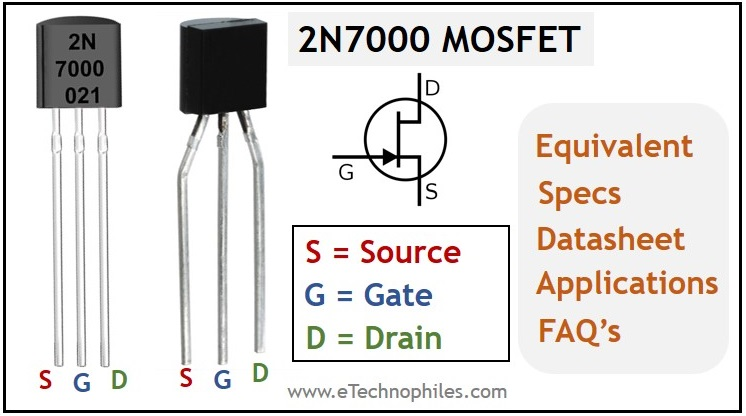 2N
7000
021
2N7000 MOSFET
D
G
S
Equivalent
Specs
Datasheet
Applications
FAQ's
S = Source
G = Gate
D = Drain
S G D
S G D
www.eTechnophiles.com